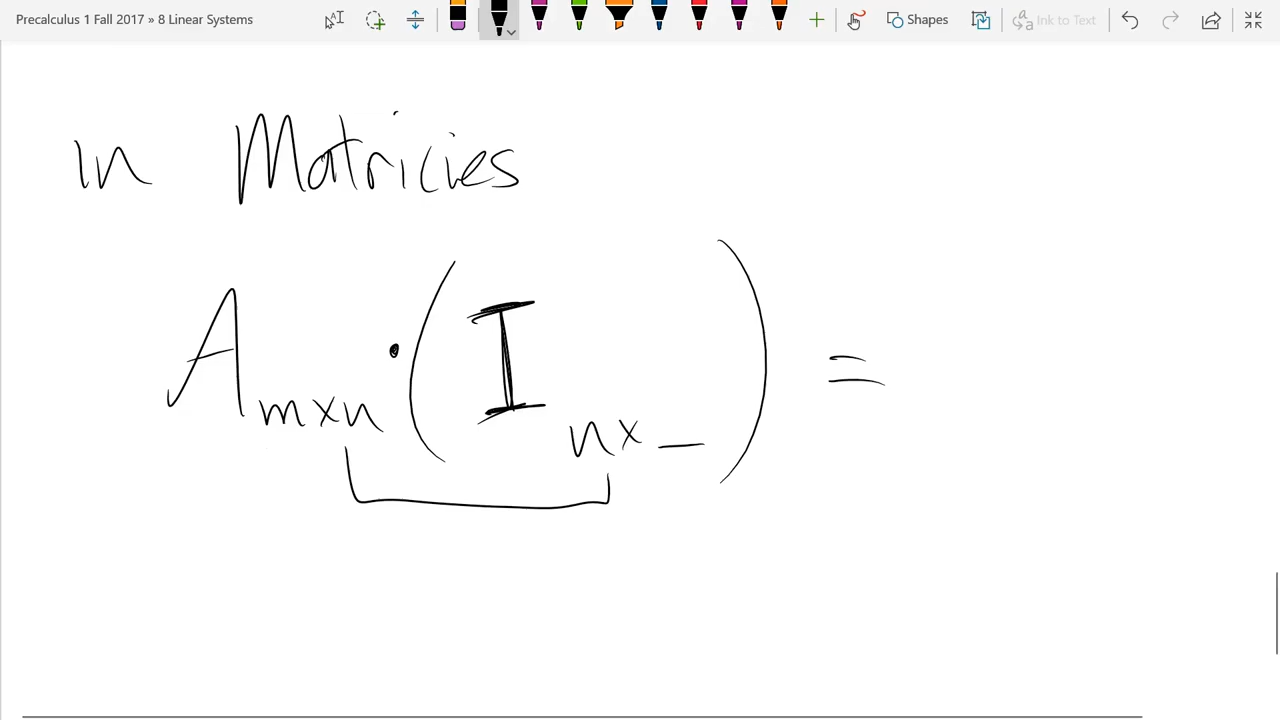 Precalculus 1 Fall 2017 » 8 Linear Systems Shapes Ink to Text
in Matricies
A m×n · ( I n× _ ) =